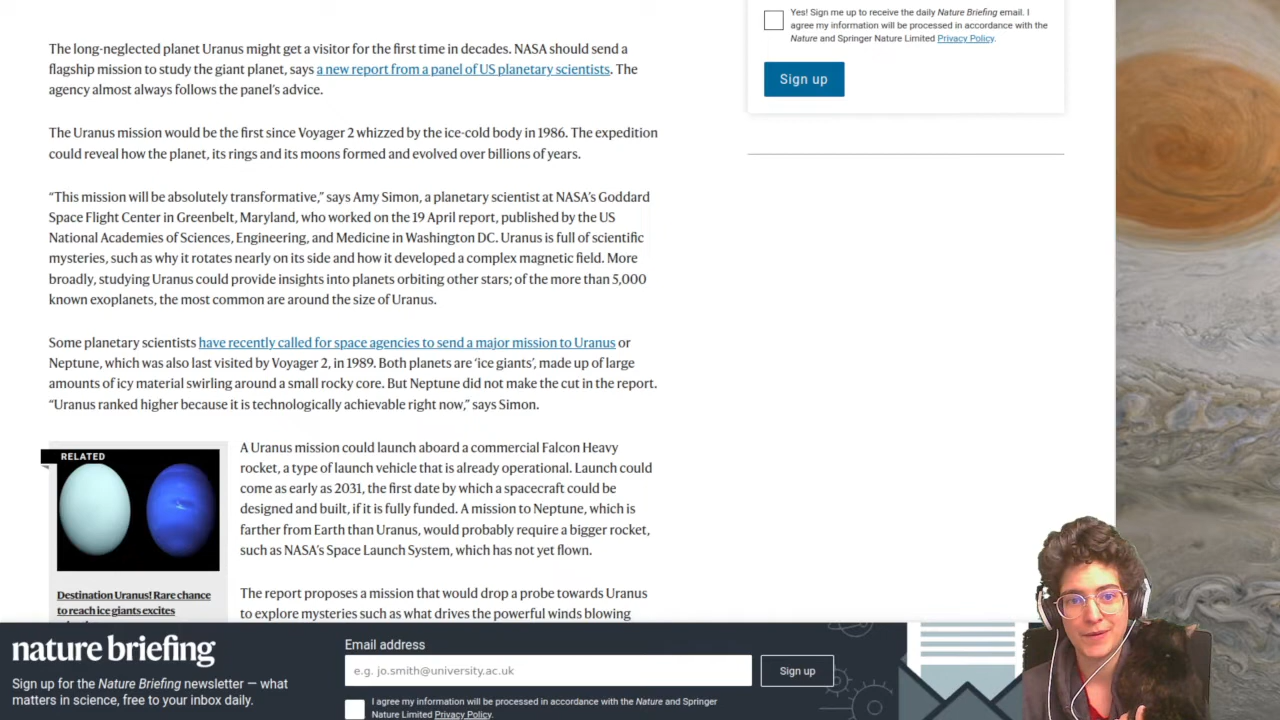 The long-neglected planet Uranus might get a visitor for the first time in decades. NASA should send a
flagship mission to study the giant planet, says a new report from a panel of US planetary scientists. The
agency almost always follows the panel’s advice.
The Uranus mission would be the first since Voyager 2 whizzed by the ice-cold body in 1986. The expedition
could reveal how the planet, its rings and its moons formed and evolved over billions of years.
“This mission will be absolutely transformative,” says Amy Simon, a planetary scientist at NASA’s Goddard
Space Flight Center in Greenbelt, Maryland, who worked on the 19 April report, published by the US
National Academies of Sciences, Engineering, and Medicine in Washington DC. Uranus is full of scientific
mysteries, such as why it rotates nearly on its side and how it developed a complex magnetic field. More
broadly, studying Uranus could provide insights into planets orbiting other stars; of the more than 5,000
known exoplanets, the most common are around the size of Uranus.
Some planetary scientists have recently called for space agencies to send a major mission to Uranus or
Neptune, which was also last visited by Voyager 2, in 1989. Both planets are ‘ice giants’, made up of large
amounts of icy material swirling around a small rocky core. But Neptune did not make the cut in the report.
“Uranus ranked higher because it is technologically achievable right now,” says Simon.
RELATED
Destination Uranus! Rare chance
to reach ice giants excites
A Uranus mission could launch aboard a commercial Falcon Heavy
rocket, a type of launch vehicle that is already operational. Launch could
come as early as 2031, the first date by which a spacecraft could be
designed and built, if it is fully funded. A mission to Neptune, which is
farther from Earth than Uranus, would probably require a bigger rocket,
such as NASA’s Space Launch System, which has not yet flown.
The report proposes a mission that would drop a probe towards Uranus
to explore mysteries such as what drives the powerful winds blowing
Yes! Sign me up to receive the daily Nature Briefing email. I
agree my information will be processed in accordance with the
Nature and Springer Nature Limited Privacy Policy.
Sign up
nature briefing
Sign up for the Nature Briefing newsletter — what
matters in science, free to your inbox daily.
Email address
e.g. jo.smith@university.ac.uk
Sign up
I agree my information will be processed in accordance with the Nature and Springer
Nature Limited Privacy Policy.